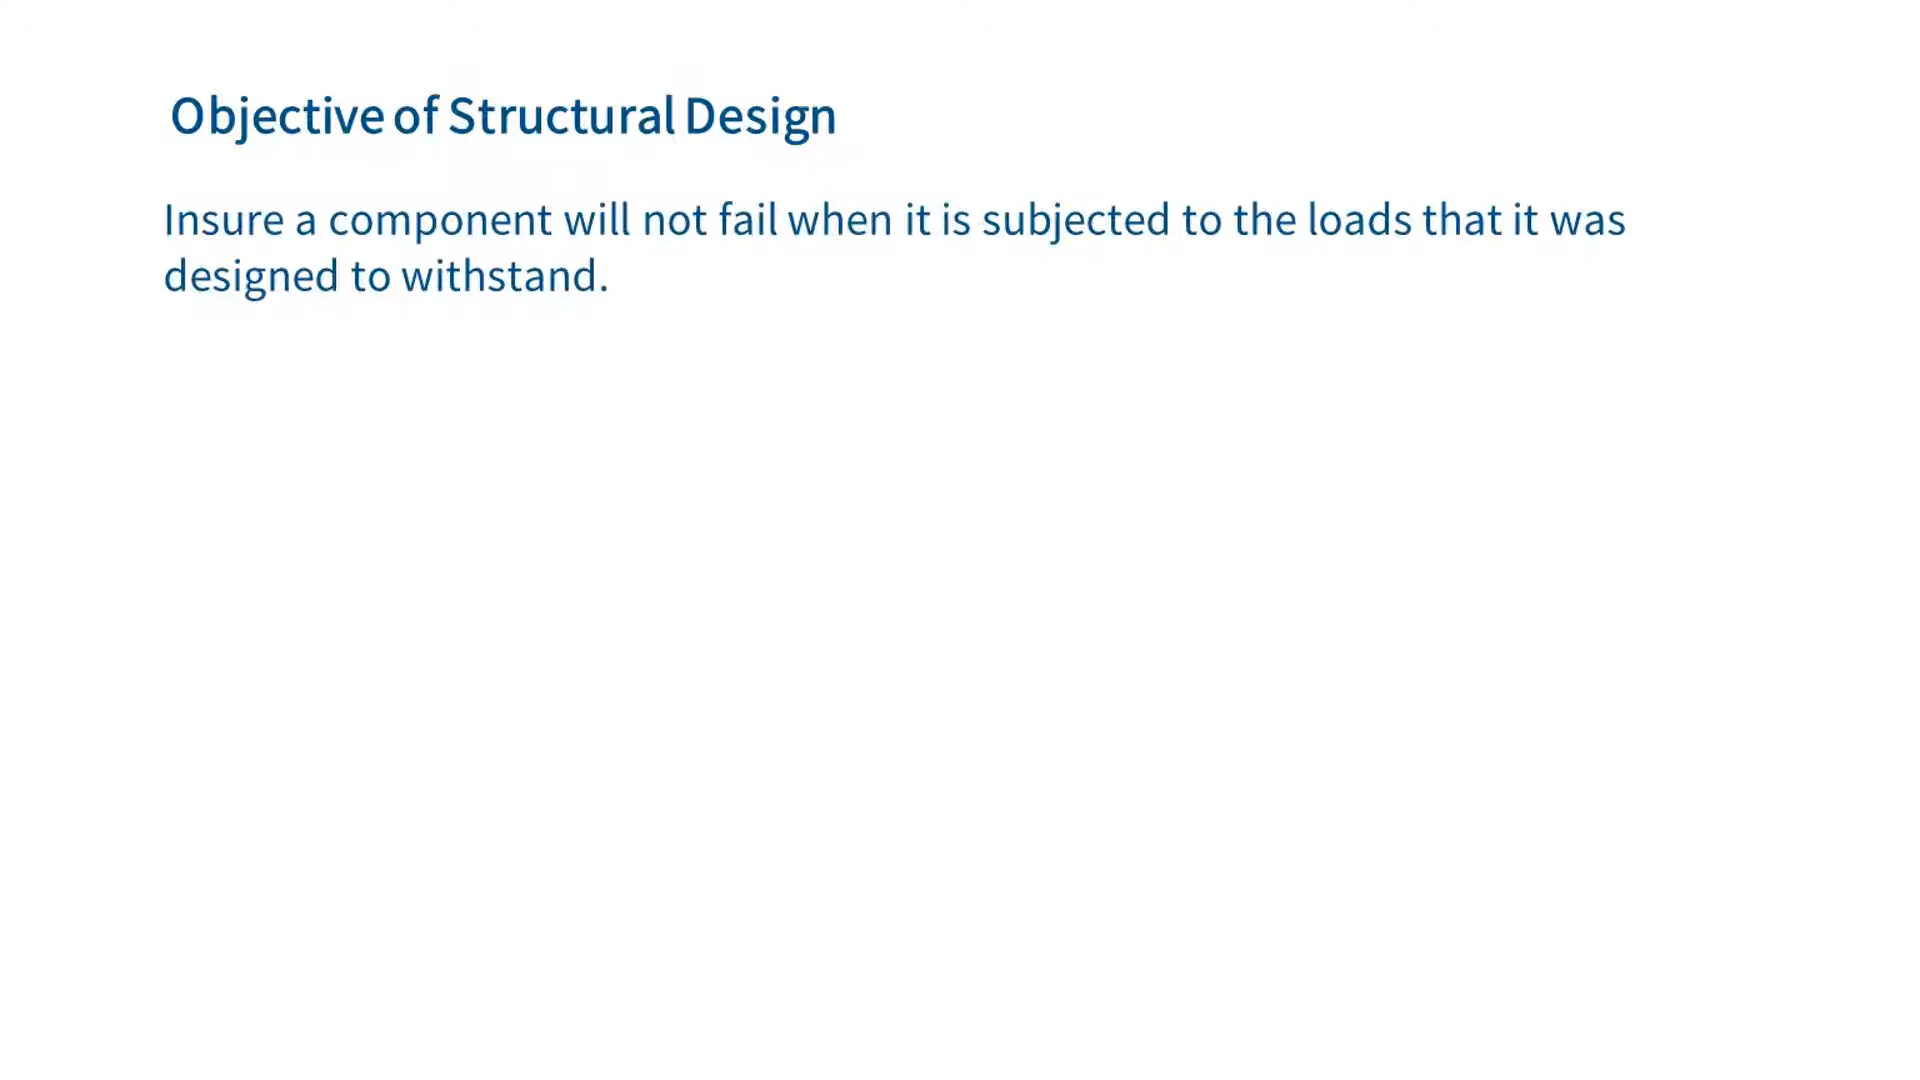 Objective of Structural Design
Insure a component will not fail when it is subjected to the loads that it was
designed to withstand.